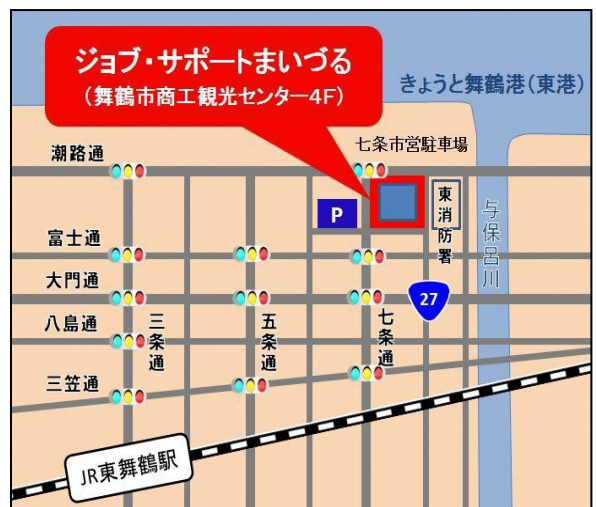 ジョブ・サポートまいづる
(舞鶴市商工観光センター4F)
きょうと舞鶴港(東港)
七条市営駐車場
潮路通
P
東消防署
与保呂川
富士通
大門通
27
八島通
三条通
五条通
七条通
三笠通
JR東舞鶴駅